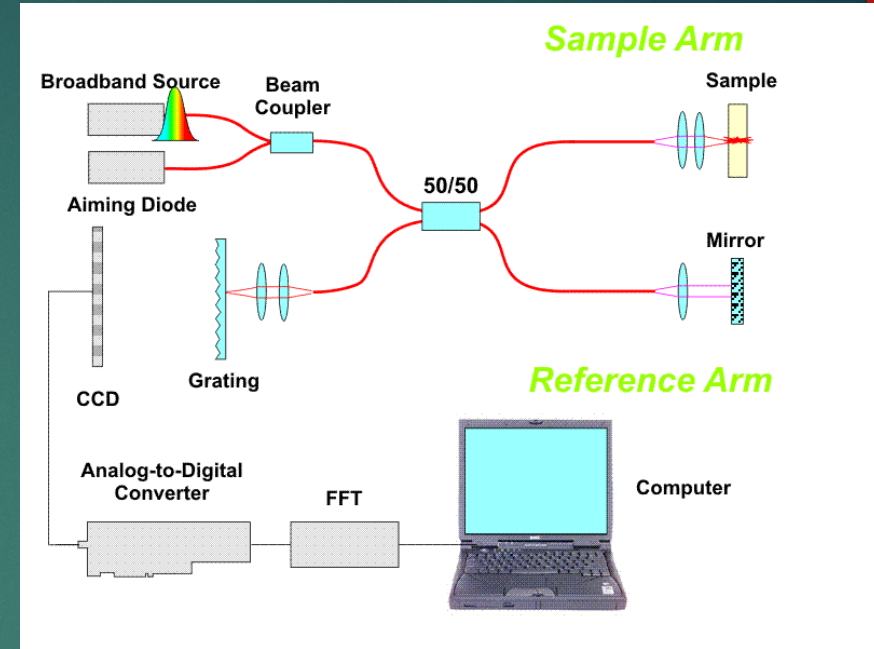 Sample Arm
Broadband Source
Beam
Coupler
Sample
Aiming Diode
50/50
Mirror
Grating
CCD
Reference Arm
Analog-to-Digital
Converter
FFT
Computer